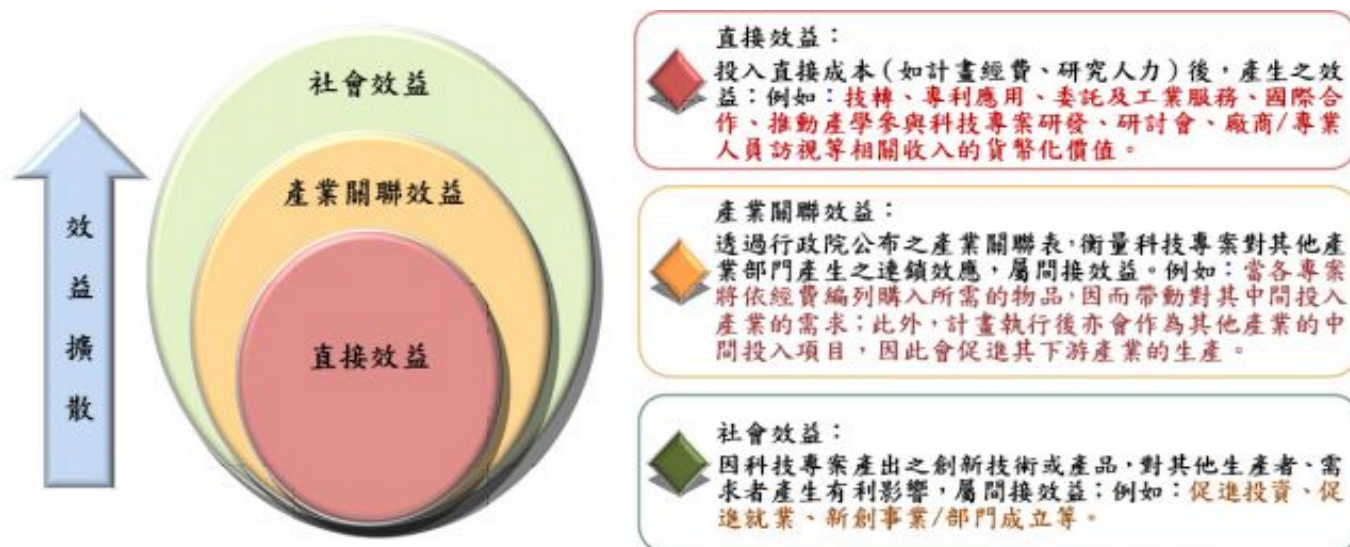 效
益
擴
散
社會效益
產業關聯效益
直接效益
直接效益：
投入直接成本（如計畫經費、研究人力）後，產生之效
益：例如：技轉、專利應用、委託及工業服務、國際合
作、推動產學參與科技專案研發、研討會、廠商/專業
人員訪視等相關收入的貨幣化價值。
產業關聯效益：
透過行政院公布之產業關聯表，衡量科技專案對其他產
業部門產生之連鎖效應，屬間接效益。例如：當各專案
將依經費編列購入所需的物品，因而帶動對其中間投入
產業的需求；此外，計畫執行後亦會作為其他產業的中
間投入項目，因此會促進其下游產業的生產。
社會效益：
因科技專案產出之創新技術或產品，對其他生產者、需
求者產生有利影響，屬間接效益；例如：促進投資、促
進就業、新創事業/部門成立等。